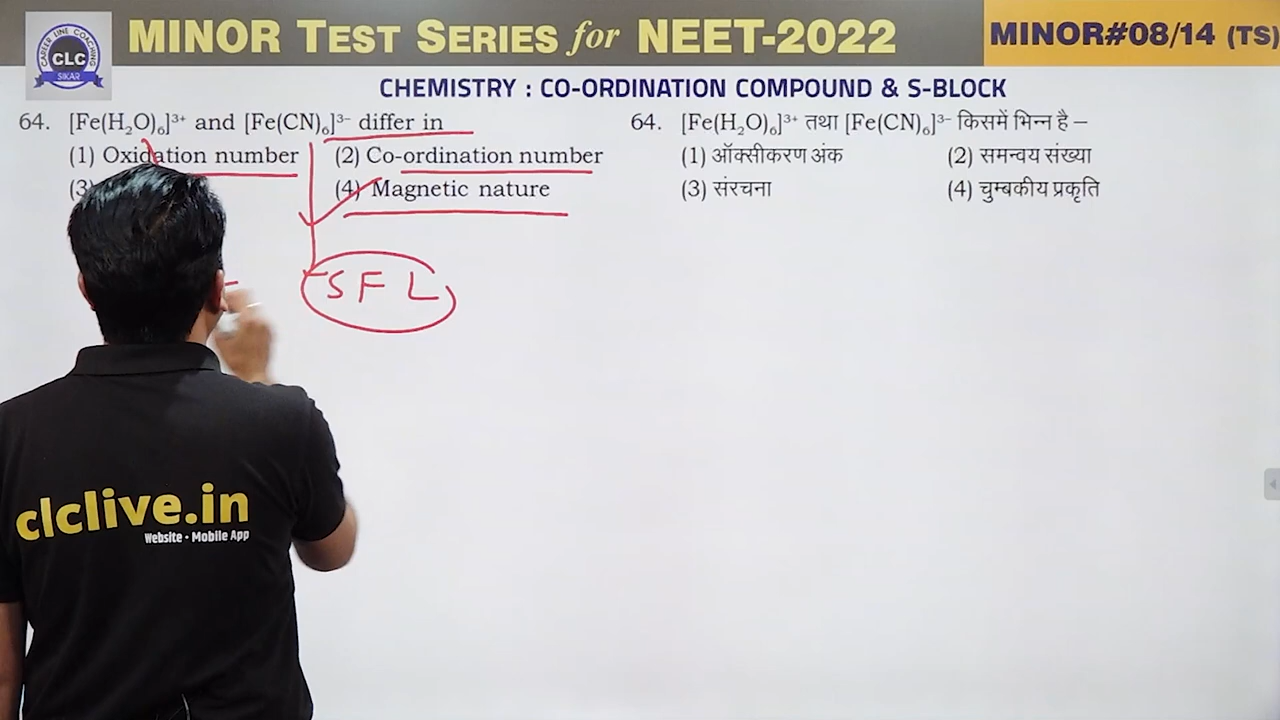 CAREER LINE COACHING
CLC
SIKAR
MINOR TEST SERIES for NEET-2022
MINOR#08/14 (TS)
CHEMISTRY : CO-ORDINATION COMPOUND & S-BLOCK
64. [Fe(H₂O)₆]³⁺ and [Fe(CN)₆]³⁻ differ in
(1) Oxidation number (2) Co-ordination number
(3) (4) Magnetic nature
S F L
64. [Fe(H₂O)₆]³⁺ तथा [Fe(CN)₆]³⁻ किसमें भिन्न है –
(1) ऑक्सीकरण अंक (2) समन्वय संख्या
(3) संरचना (4) चुम्बकीय प्रकृति
clclive.in
Website • Mobile App